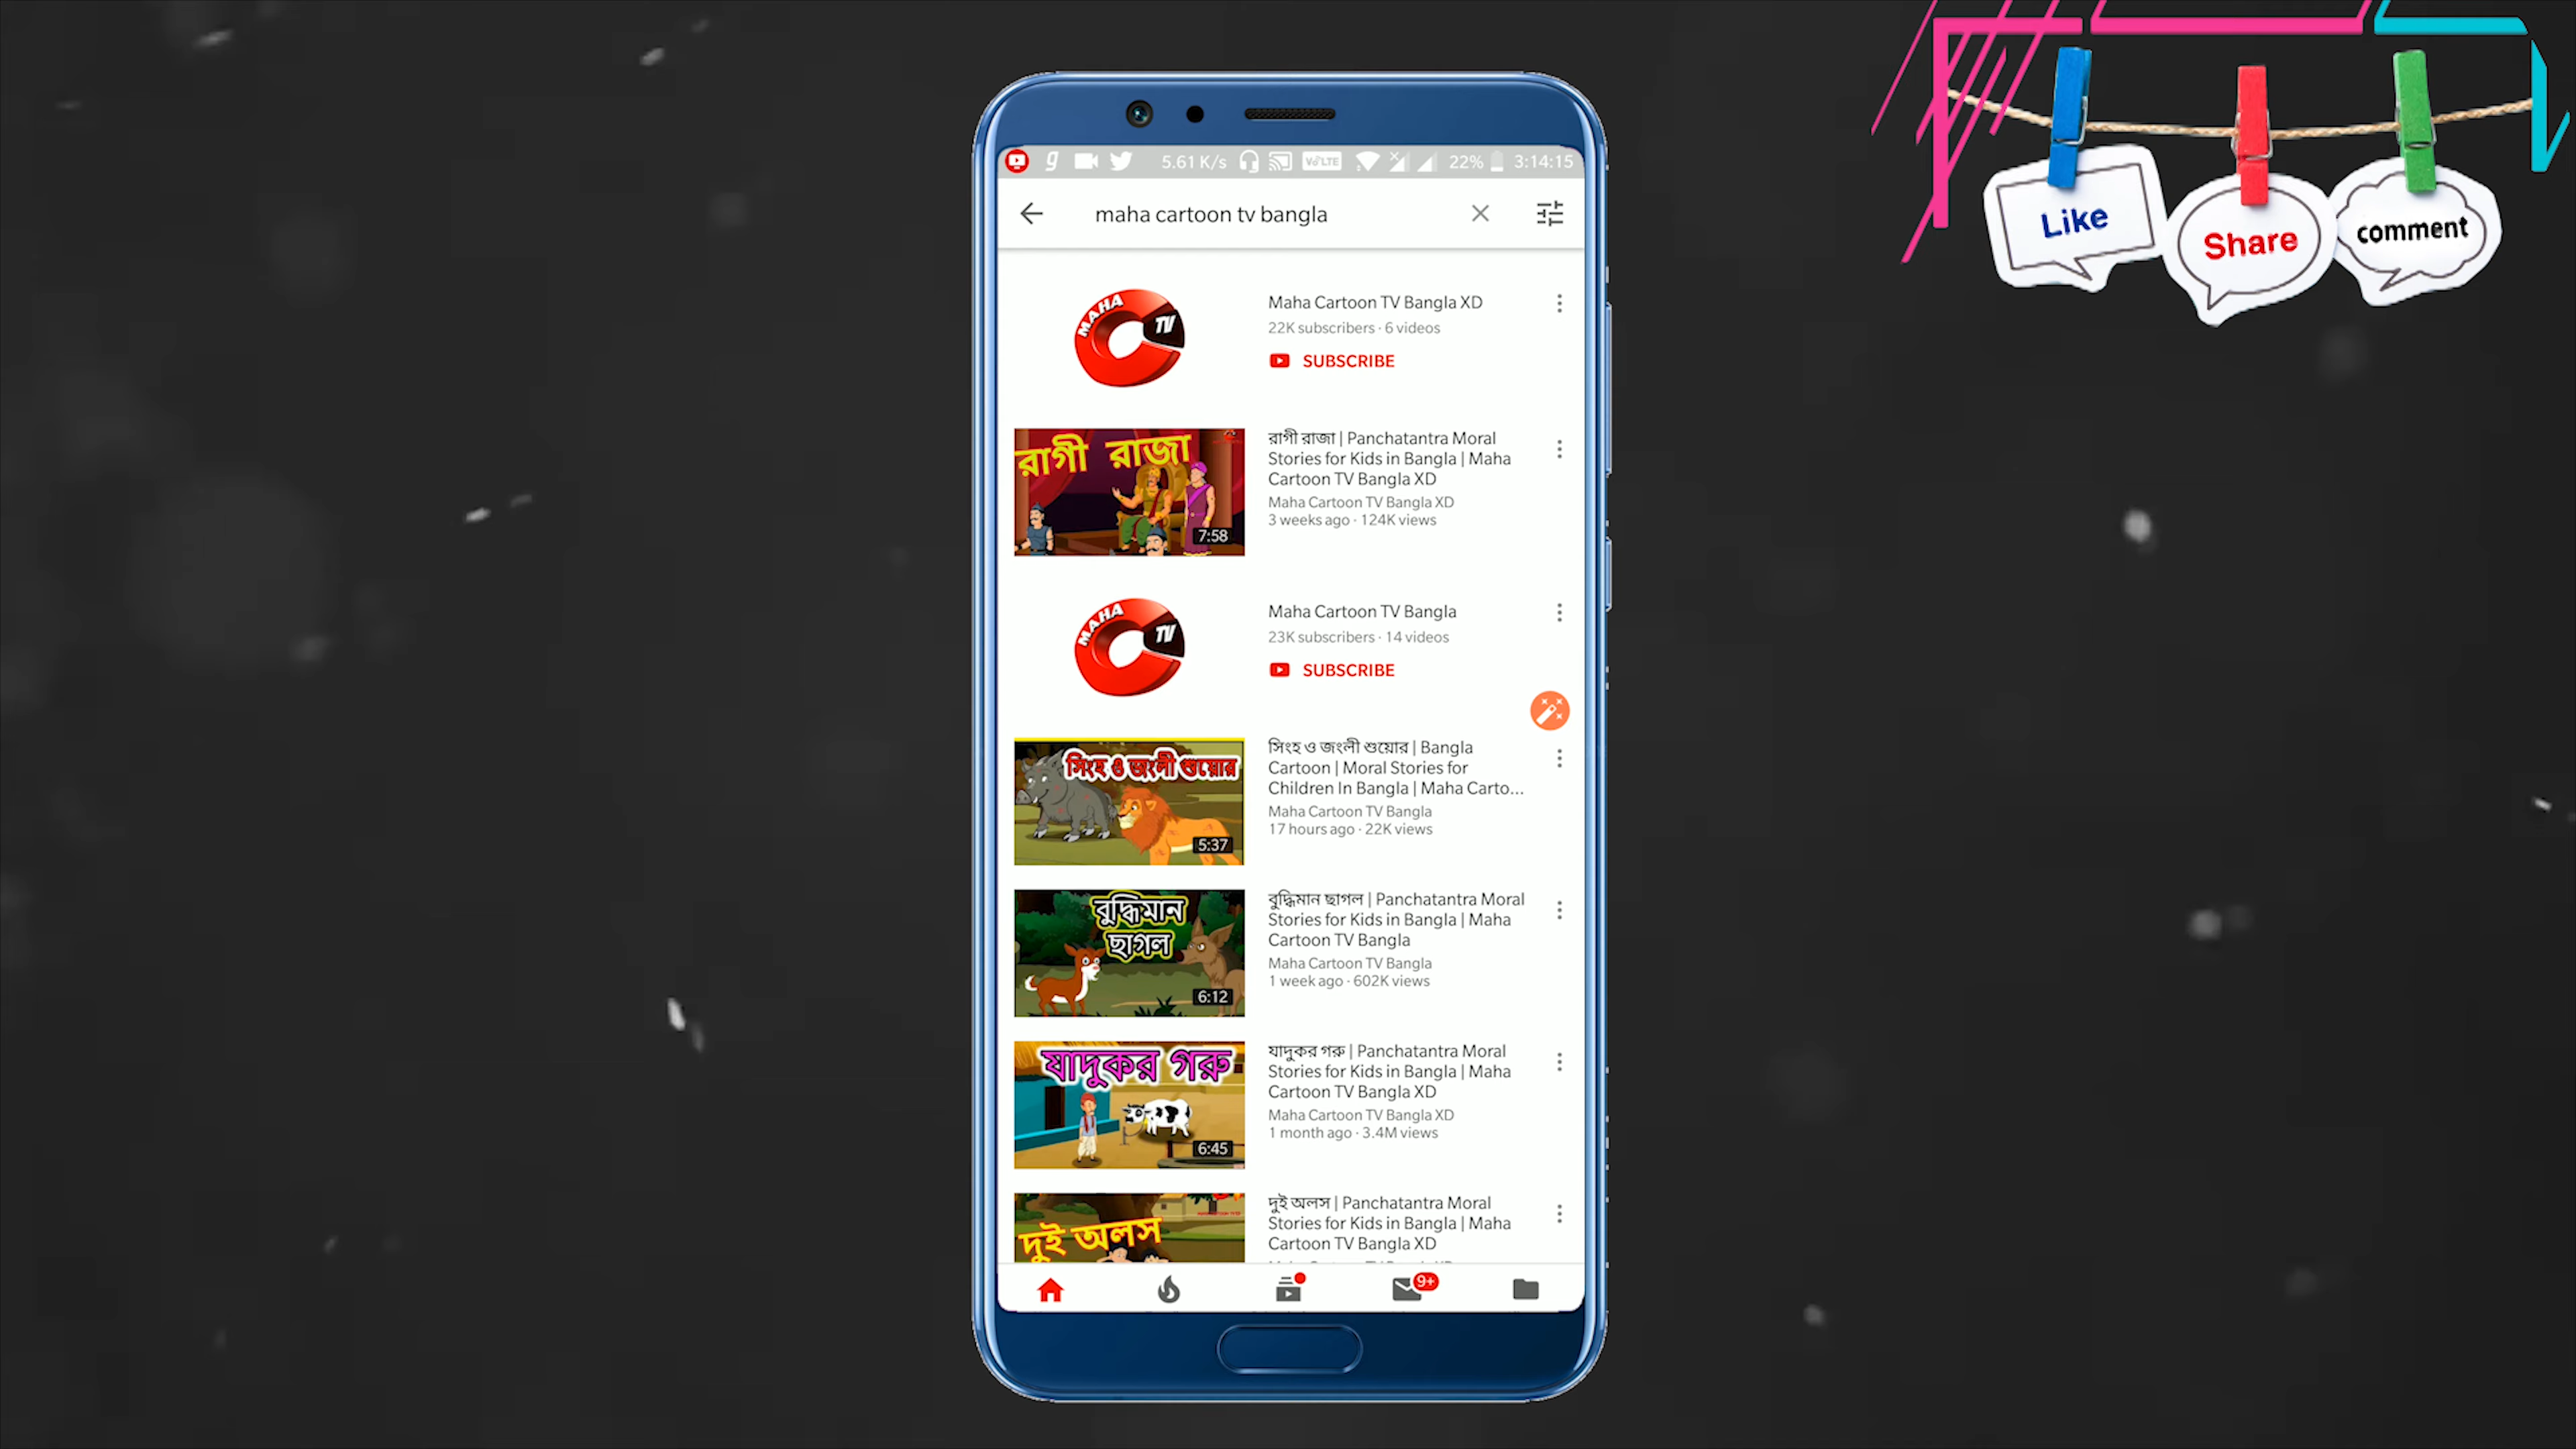 5.61 K/s VoLTE 22% 3:14:15
maha cartoon tv bangla
MAHA TV
Maha Cartoon TV Bangla XD
22K subscribers · 6 videos
SUBSCRIBE
রাগী রাজা
7:58
রাগী রাজা | Panchatantra Moral
Stories for Kids in Bangla | Maha
Cartoon TV Bangla XD
Maha Cartoon TV Bangla XD
3 weeks ago · 124K views
MAHA TV
Maha Cartoon TV Bangla
23K subscribers · 14 videos
SUBSCRIBE
সিংহ ও জংলী শুয়োর
5:37
সিংহ ও জংলী শুয়োর | Bangla
Cartoon | Moral Stories for
Children In Bangla | Maha Carto...
Maha Cartoon TV Bangla
17 hours ago · 22K views
বুদ্ধিমান
ছাগল
6:12
বুদ্ধিমান ছাগল | Panchatantra Moral
Stories for Kids in Bangla | Maha
Cartoon TV Bangla
Maha Cartoon TV Bangla
1 week ago · 602K views
যাদুকর গরু
6:45
যাদুকর গরু | Panchatantra Moral
Stories for Kids in Bangla | Maha
Cartoon TV Bangla XD
Maha Cartoon TV Bangla XD
1 month ago · 3.4M views
দুই অলস
দুই অলস | Panchatantra Moral
Stories for Kids in Bangla | Maha
Cartoon TV Bangla XD
9+
Like
Share
comment